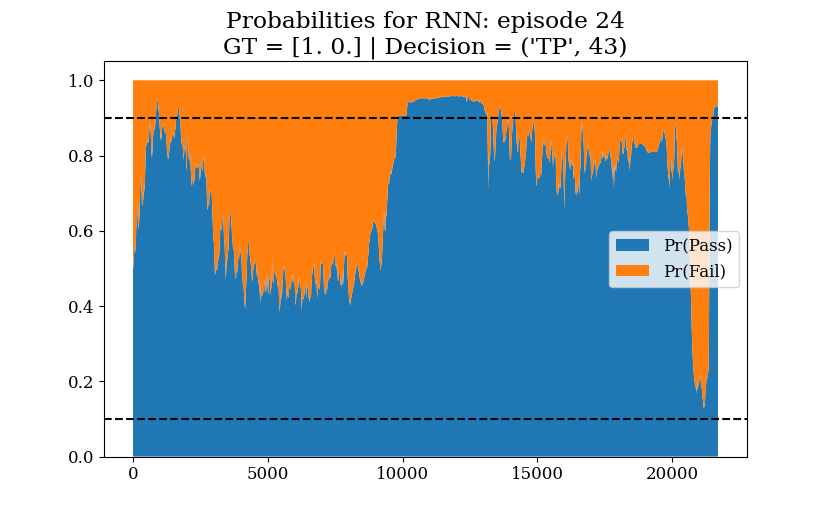 Probabilities for RNN: episode 24
GT = [1. 0.] | Decision = ('TP', 43)
1.0
0.8
0.6
0.4
0.2
0.0
Pr(Pass)
Pr(Fail)
0 5000 10000 15000 20000